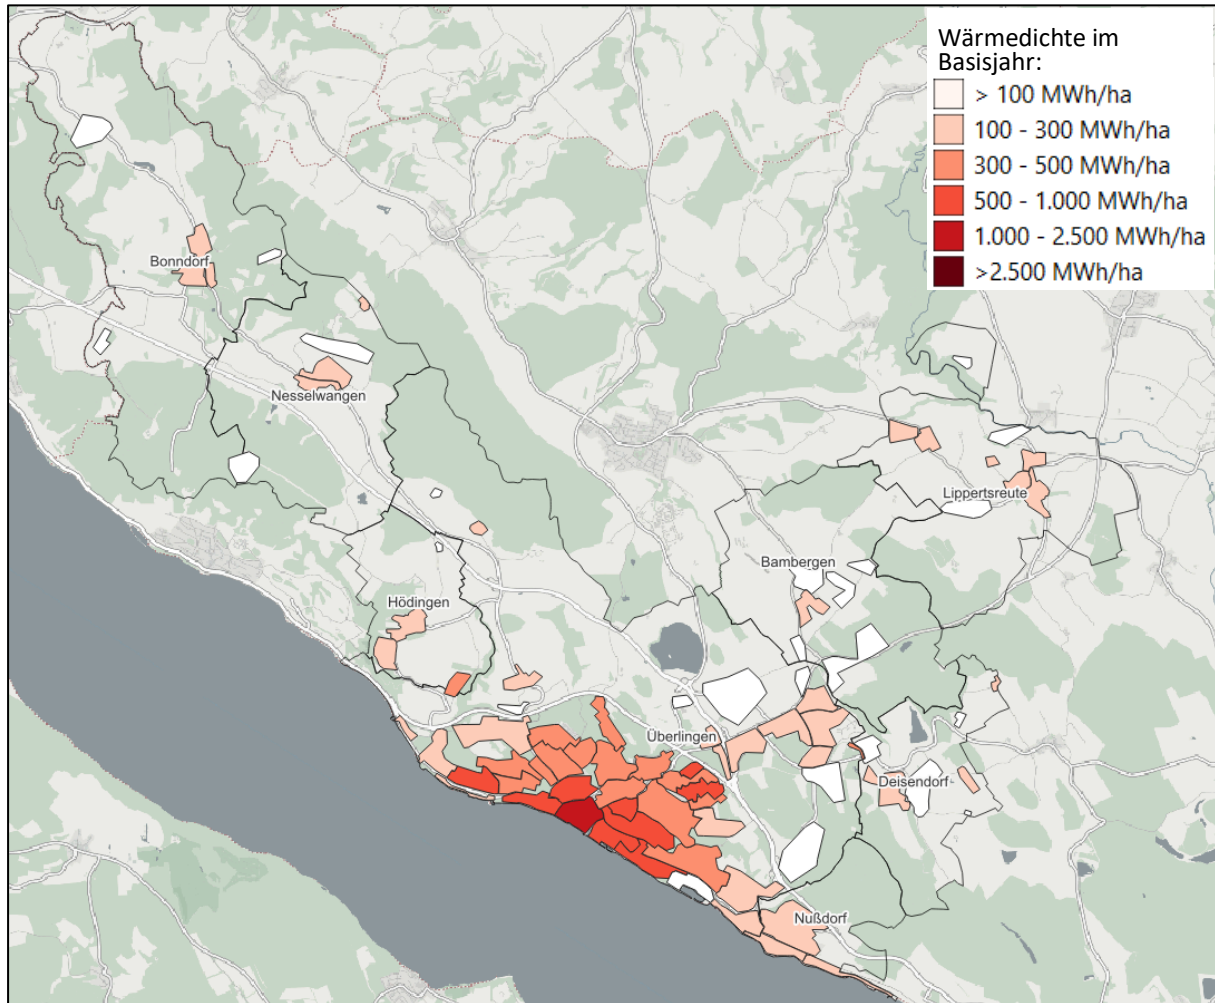 Wärmedichte im
Basisjahr:
> 100 MWh/ha
100 - 300 MWh/ha
300 - 500 MWh/ha
500 - 1.000 MWh/ha
1.000 - 2.500 MWh/ha
>2.500 MWh/ha
Bonndorf
Nesselwangen
Lippertsreute
Bambergen
Hödingen
Überlingen
Deisendorf
Nußdorf